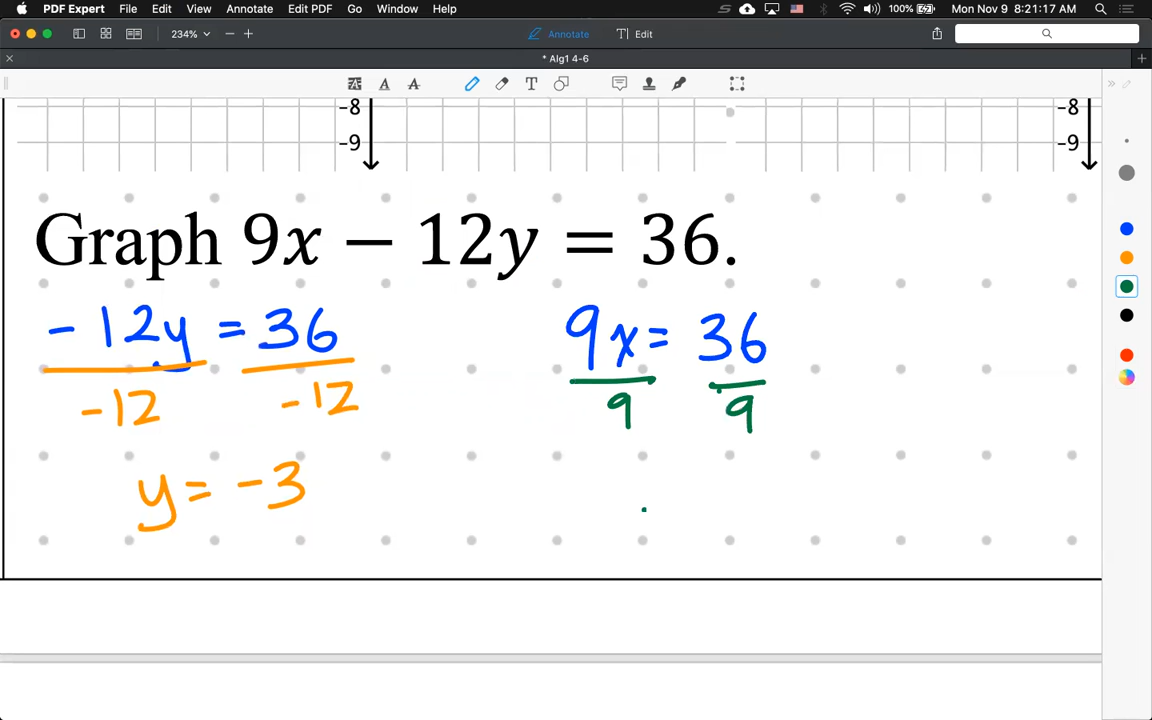 PDF Expert File Edit View Annotate Edit PDF Go Window Help 100% Mon Nov 9 8:21:17 AM
234% Annotate Edit
* Alg1 4-6
-8 -8
-9 -9
Graph 9x − 12y = 36.
-12y = 36 9x = 36
-12 -12 9 9
y = -3